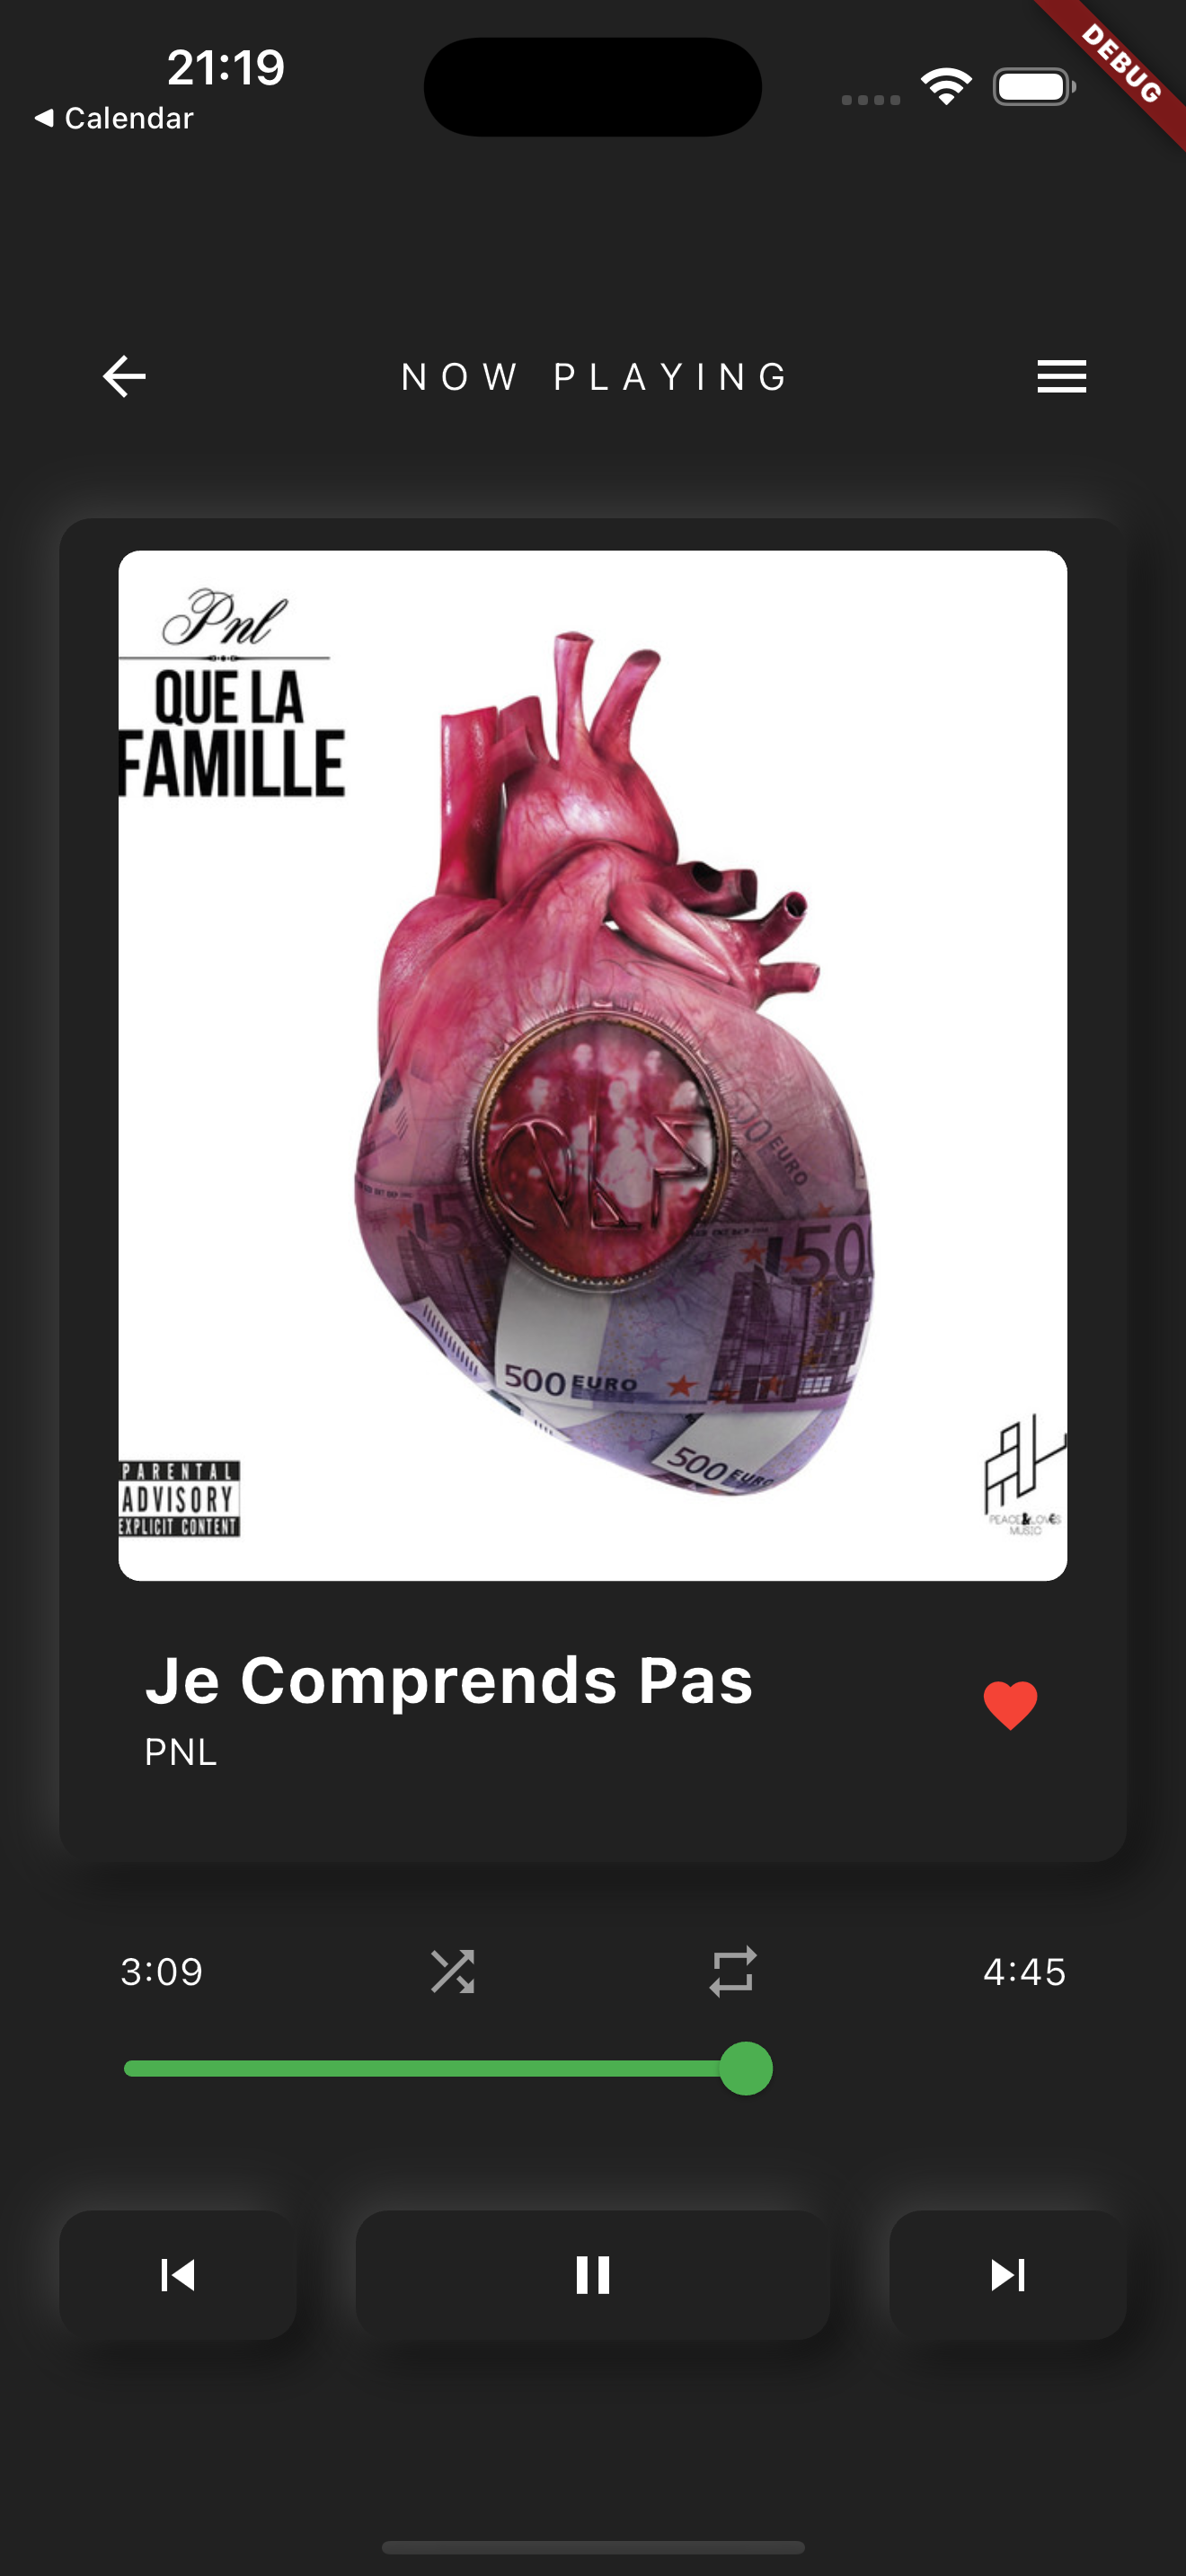 21:19
DEBUG
Calendar
NOW PLAYING
Pnl
QUE LA
FAMILLE
500 EURO
500
500 EURO
500 EURO
PARENTAL
ADVISORY
EXPLICIT CONTENT
PEACE&LOVES
MUSIC
Je Comprends Pas
PNL
3:09
4:45